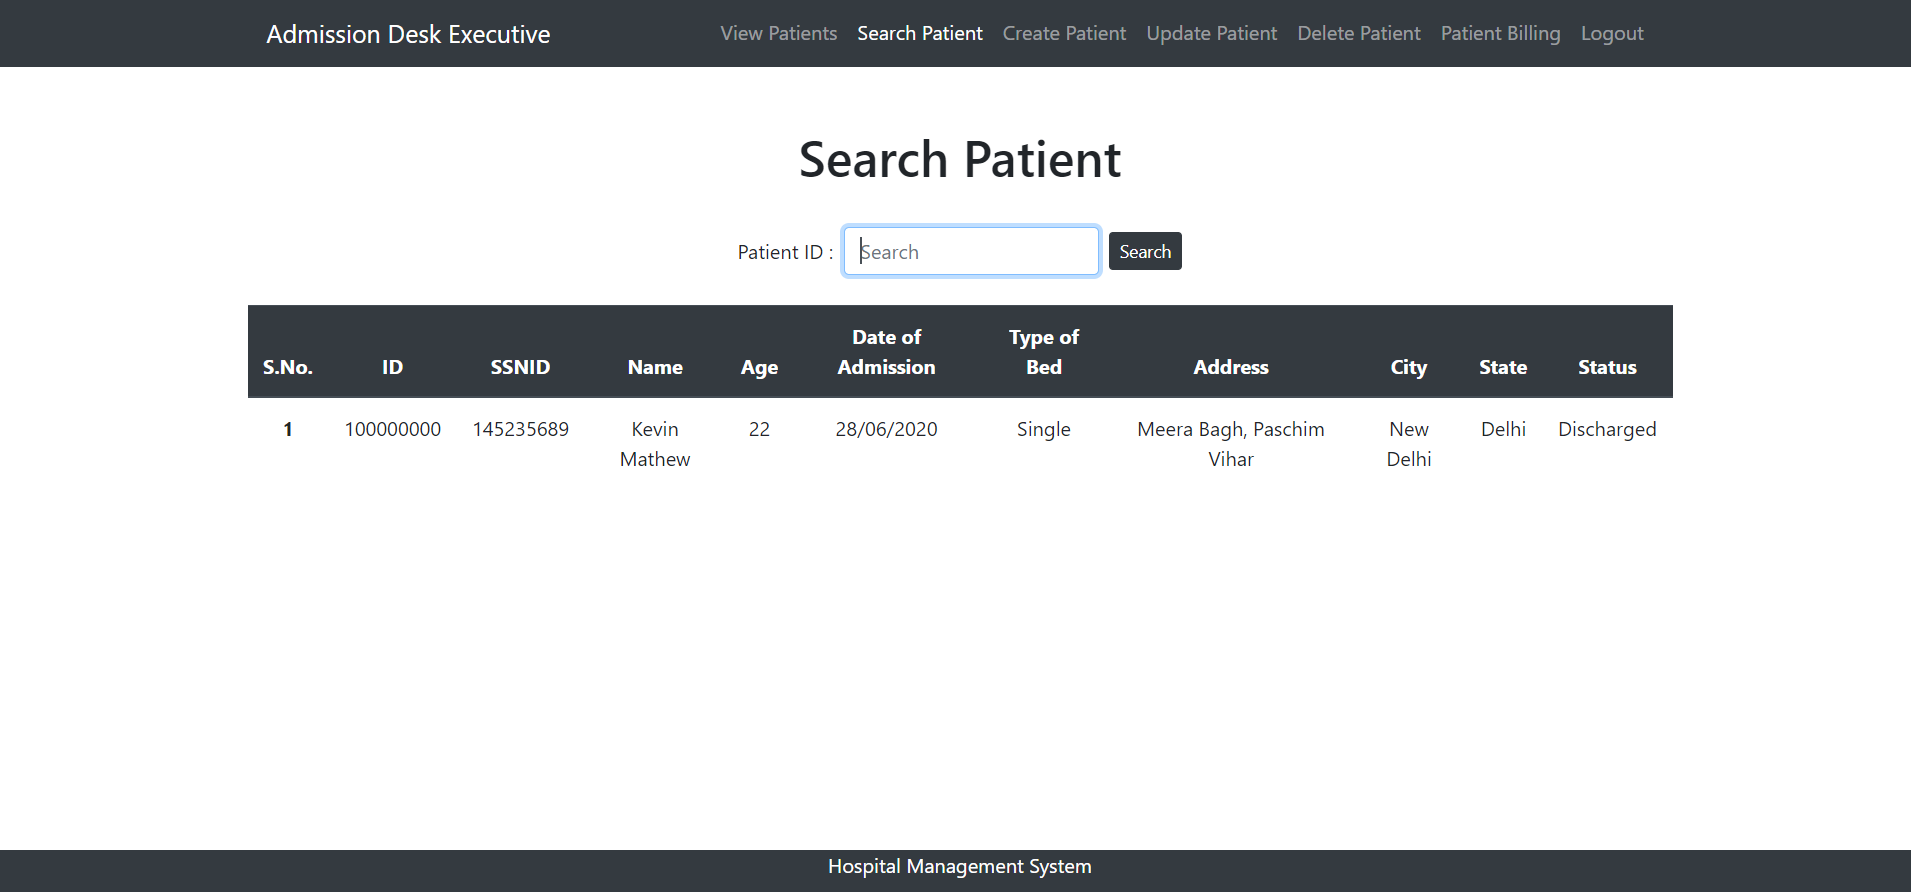 Admission Desk Executive View Patients Search Patient Create Patient Update Patient Delete Patient Patient Billing Logout
Search Patient
Patient ID : Search Search
S.No. ID SSNID Name Age Date of Admission Type of Bed Address City State Status
1 100000000 145235689 Kevin Mathew 22 28/06/2020 Single Meera Bagh, Paschim Vihar New Delhi Delhi Discharged
Hospital Management System